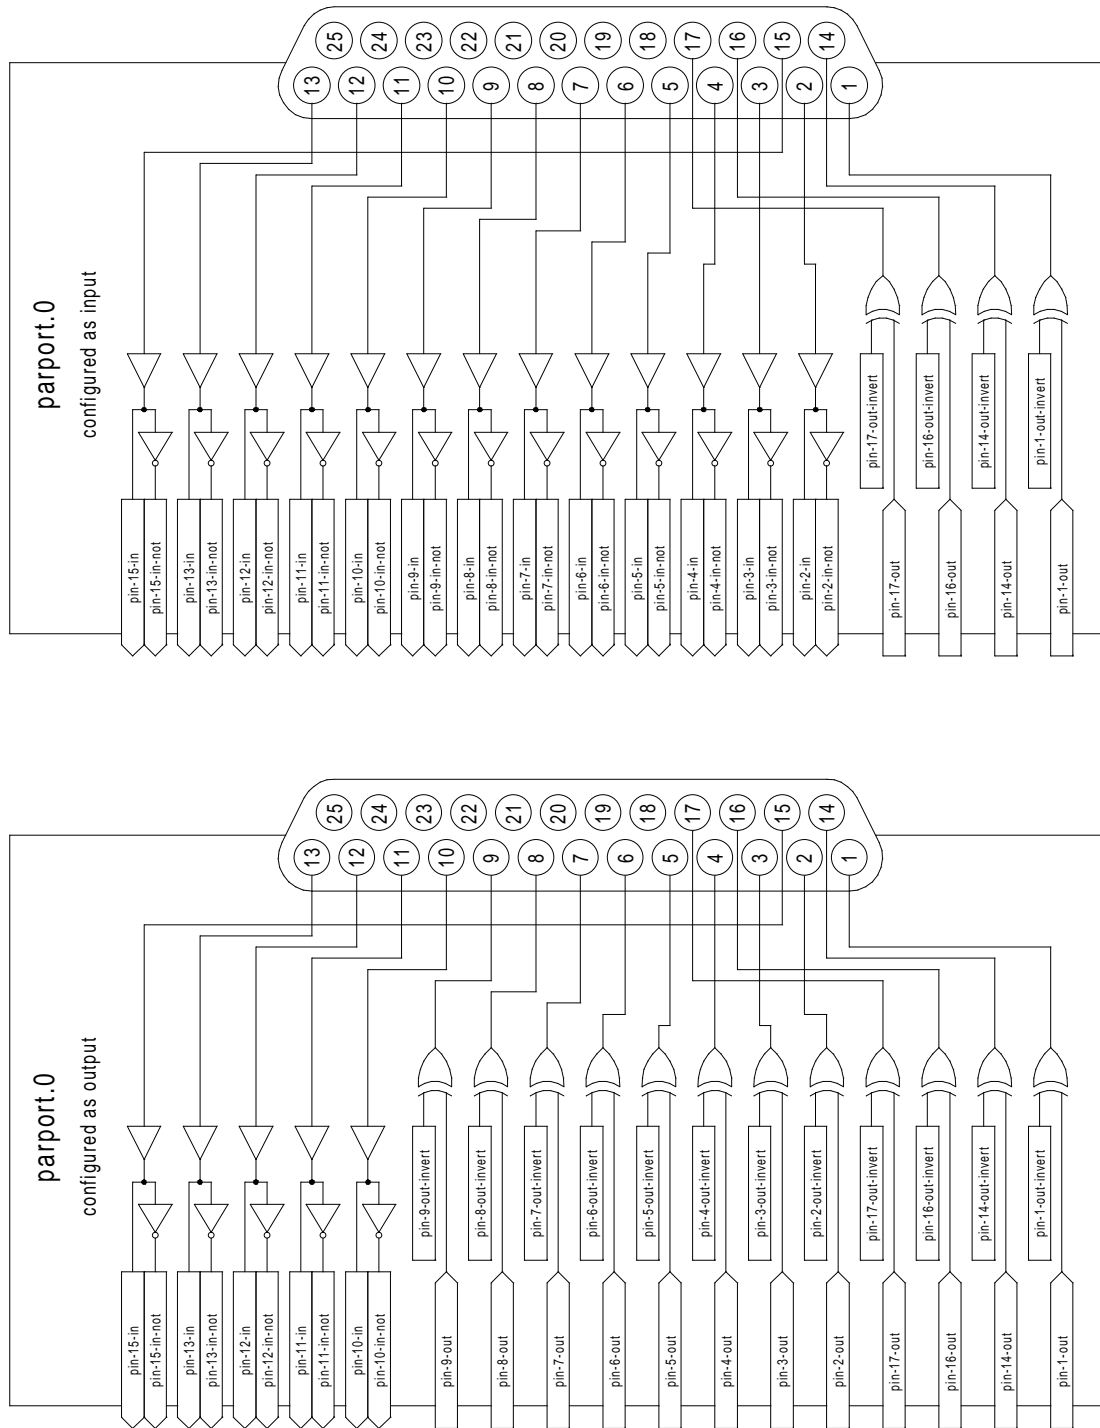 parport.0
configured as input
25
24
23
22
21
20
19
18
17
16
15
14
13
12
11
10
9
8
7
6
5
4
3
2
1
pin-15-in
pin-15-in-not
pin-13-in
pin-13-in-not
pin-12-in
pin-12-in-not
pin-11-in
pin-11-in-not
pin-10-in
pin-10-in-not
pin-9-in
pin-9-in-not
pin-8-in
pin-8-in-not
pin-7-in
pin-7-in-not
pin-6-in
pin-6-in-not
pin-5-in
pin-5-in-not
pin-4-in
pin-4-in-not
pin-3-in
pin-3-in-not
pin-2-in
pin-2-in-not
pin-17-out-invert
pin-17-out
pin-16-out-invert
pin-16-out
pin-14-out-invert
pin-14-out
pin-1-out-invert
pin-1-out
parport.0
configured as output
25
24
23
22
21
20
19
18
17
16
15
14
13
12
11
10
9
8
7
6
5
4
3
2
1
pin-15-in
pin-15-in-not
pin-13-in
pin-13-in-not
pin-12-in
pin-12-in-not
pin-11-in
pin-11-in-not
pin-10-in
pin-10-in-not
pin-9-out-invert
pin-9-out
pin-8-out-invert
pin-8-out
pin-7-out-invert
pin-7-out
pin-6-out-invert
pin-6-out
pin-5-out-invert
pin-5-out
pin-4-out-invert
pin-4-out
pin-3-out-invert
pin-3-out
pin-2-out-invert
pin-2-out
pin-17-out-invert
pin-17-out
pin-16-out-invert
pin-16-out
pin-14-out-invert
pin-14-out
pin-1-out-invert
pin-1-out